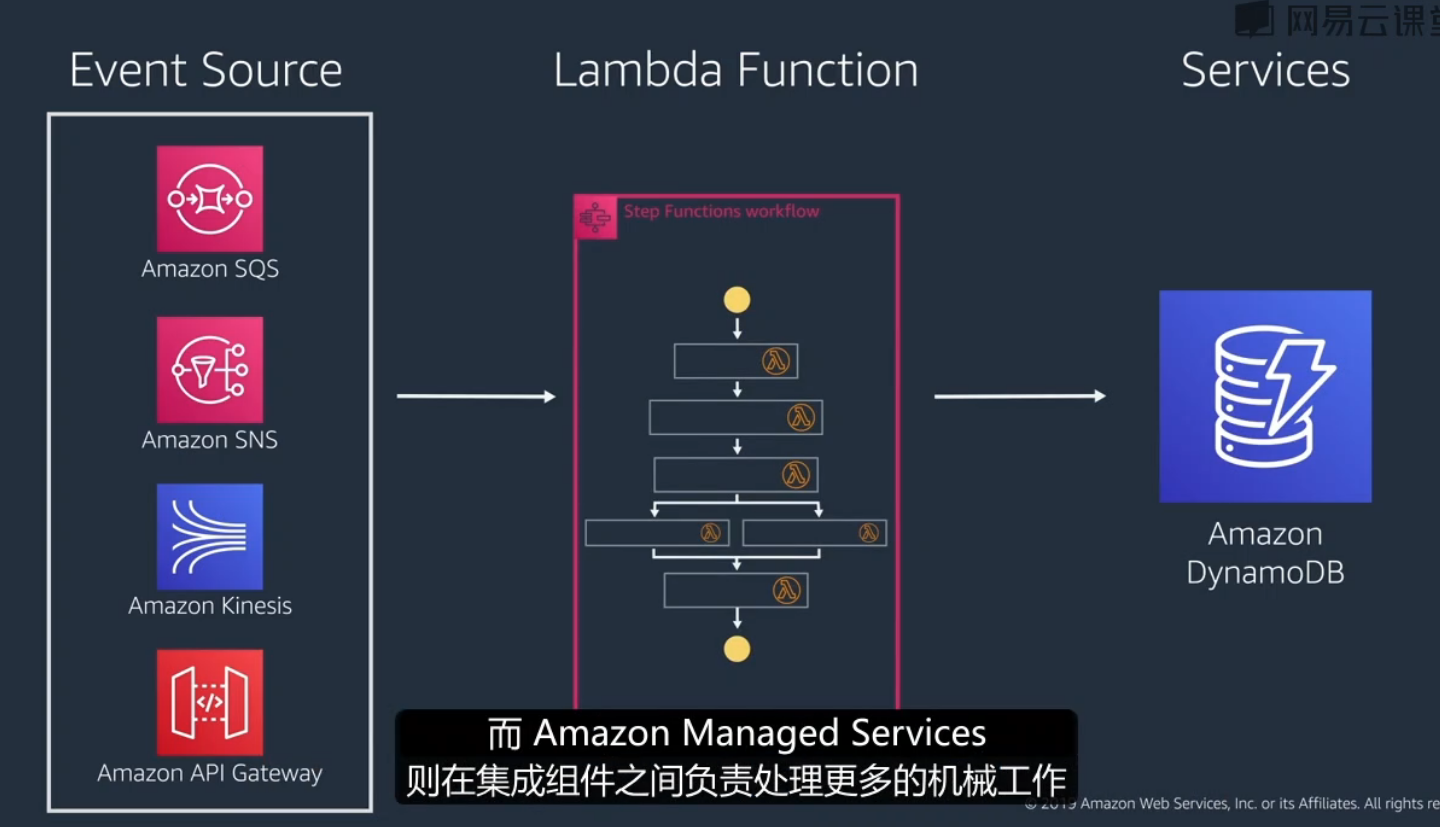 网易云课堂
Event Source
Lambda Function
Services
Amazon SQS
Amazon SNS
Amazon Kinesis
Amazon API Gateway
Step Functions workflow
Amazon
DynamoDB
而 Amazon Managed Services
则在集成组件之间负责处理更多的机械工作
© 2019 Amazon Web Services, Inc. or its Affiliates. All rights re